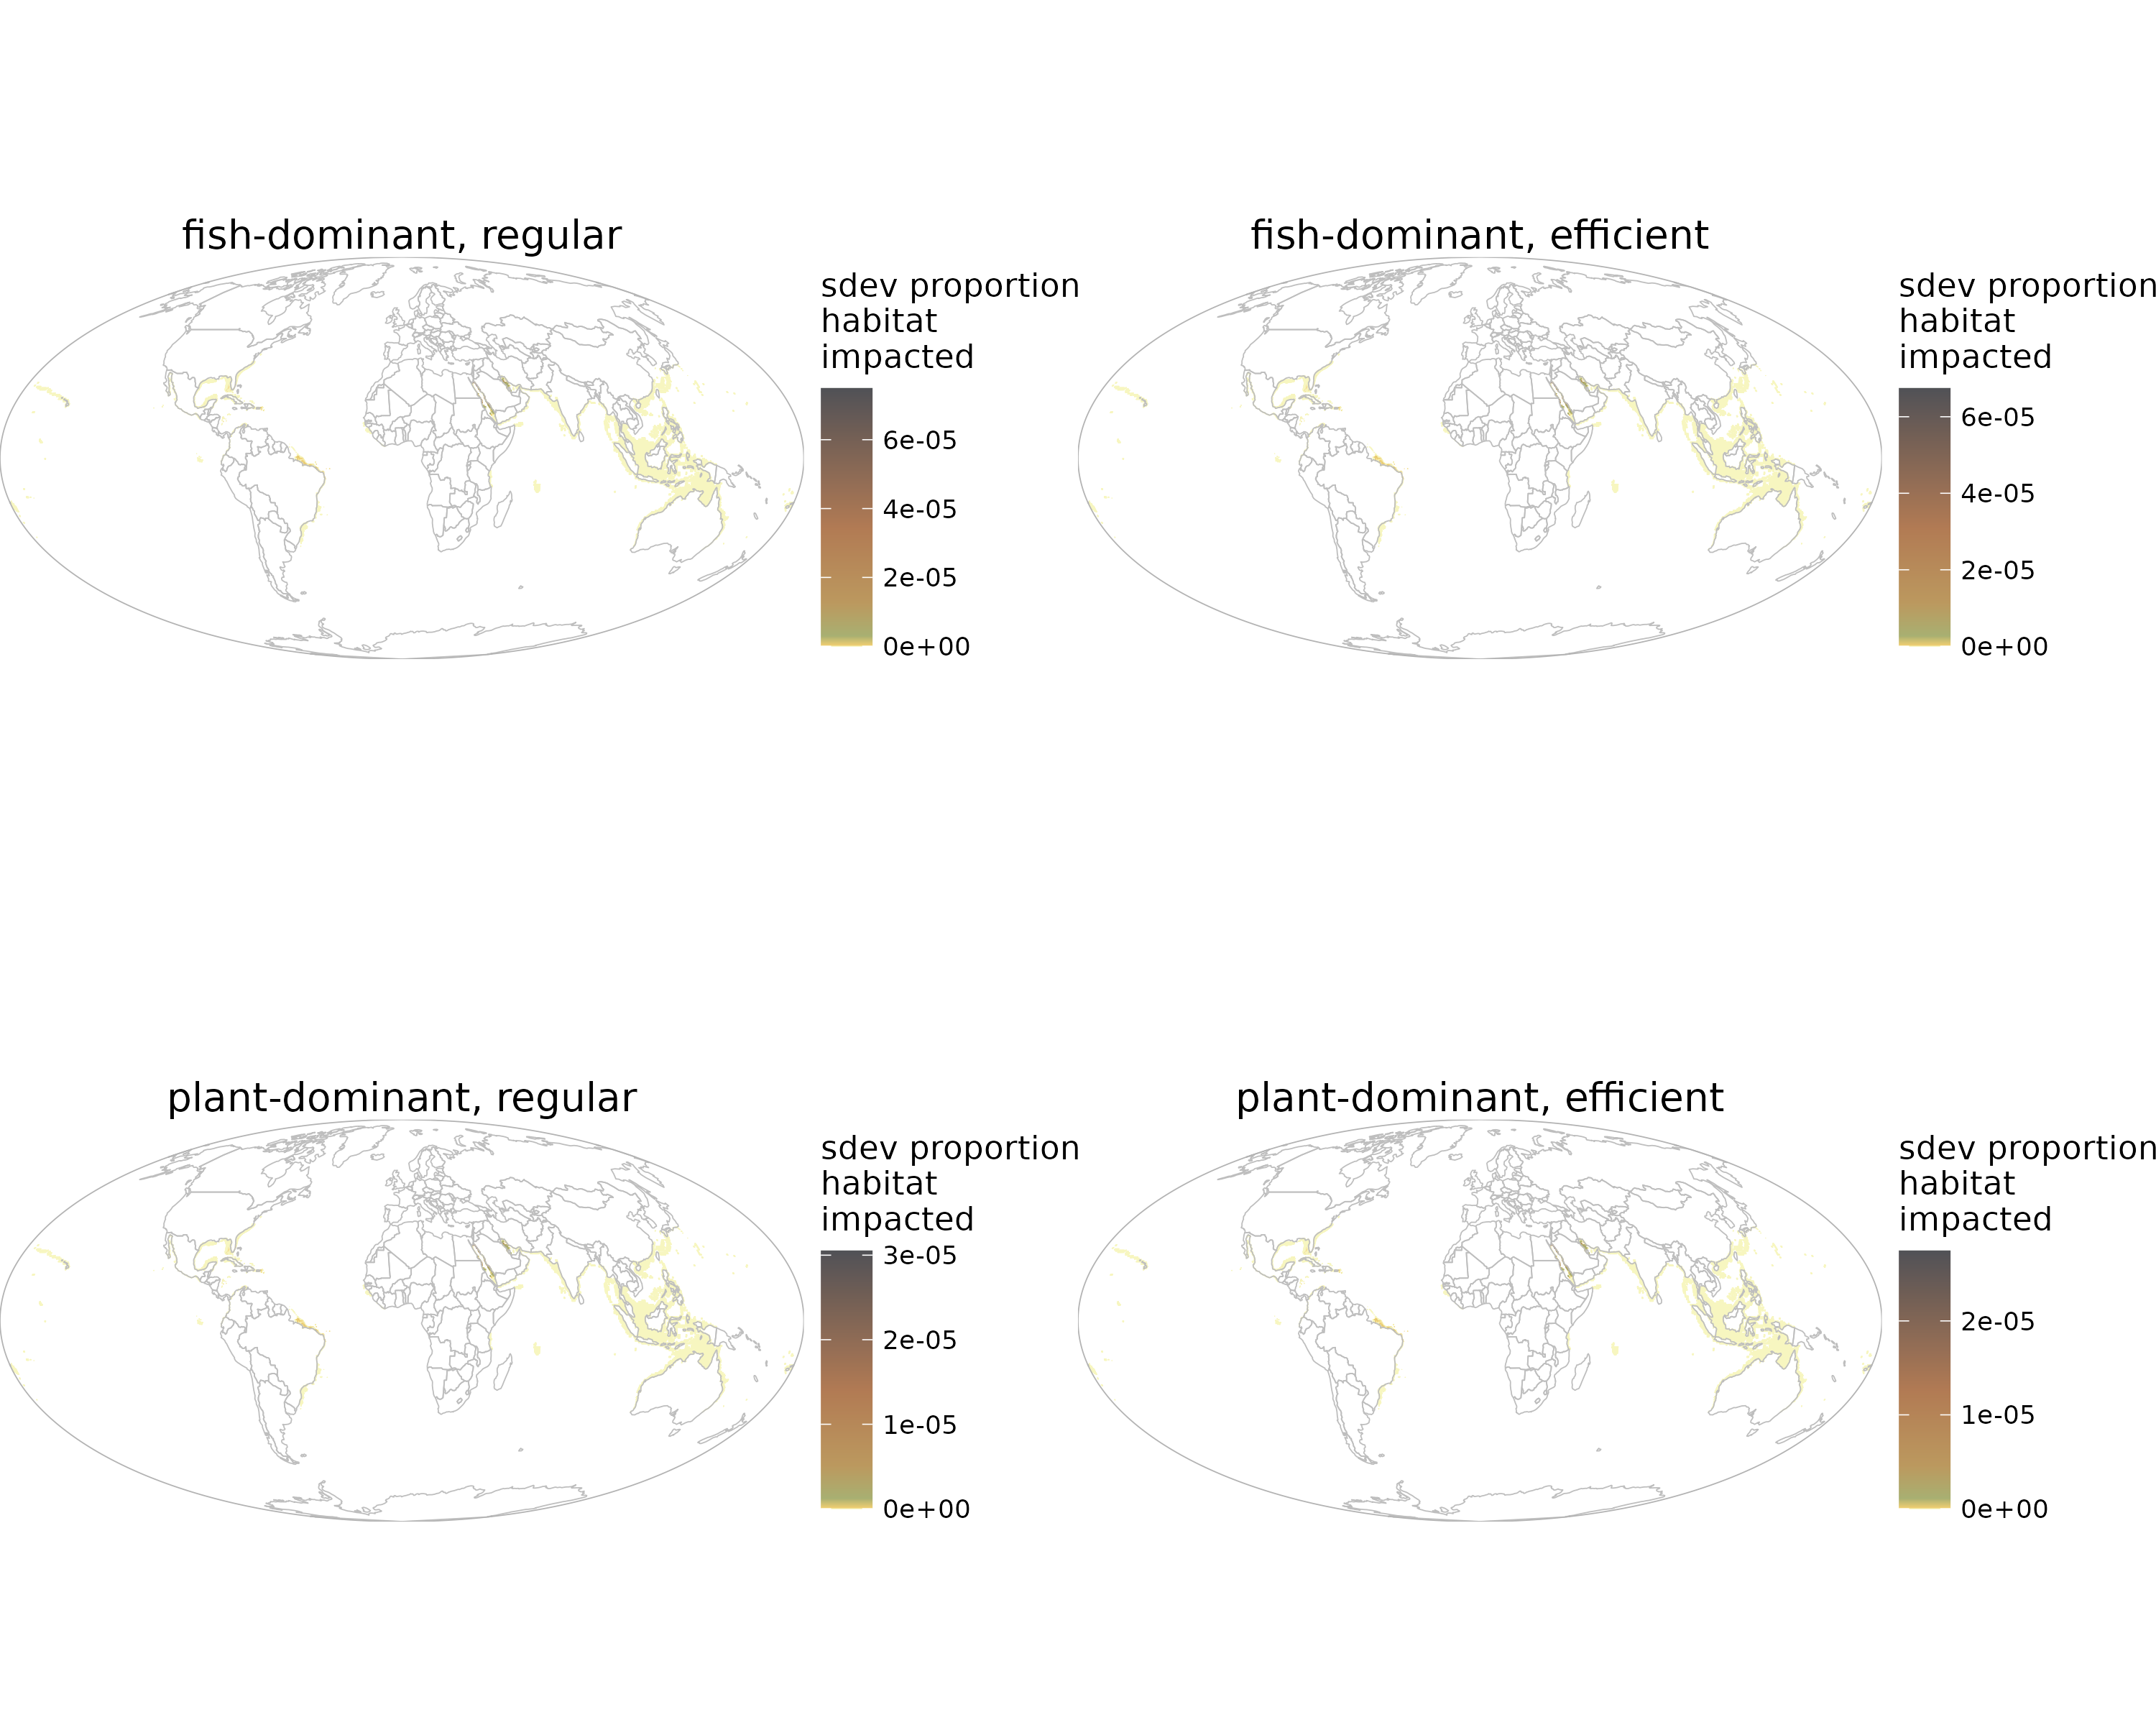 fish-dominant, regular
sdev proportion
habitat
impacted
6e-05
4e-05
2e-05
0e+00
fish-dominant, efficient
sdev proportion
habitat
impacted
6e-05
4e-05
2e-05
0e+00
plant-dominant, regular
sdev proportion
habitat
impacted
3e-05
2e-05
1e-05
0e+00
plant-dominant, efficient
sdev proportion
habitat
impacted
2e-05
1e-05
0e+00